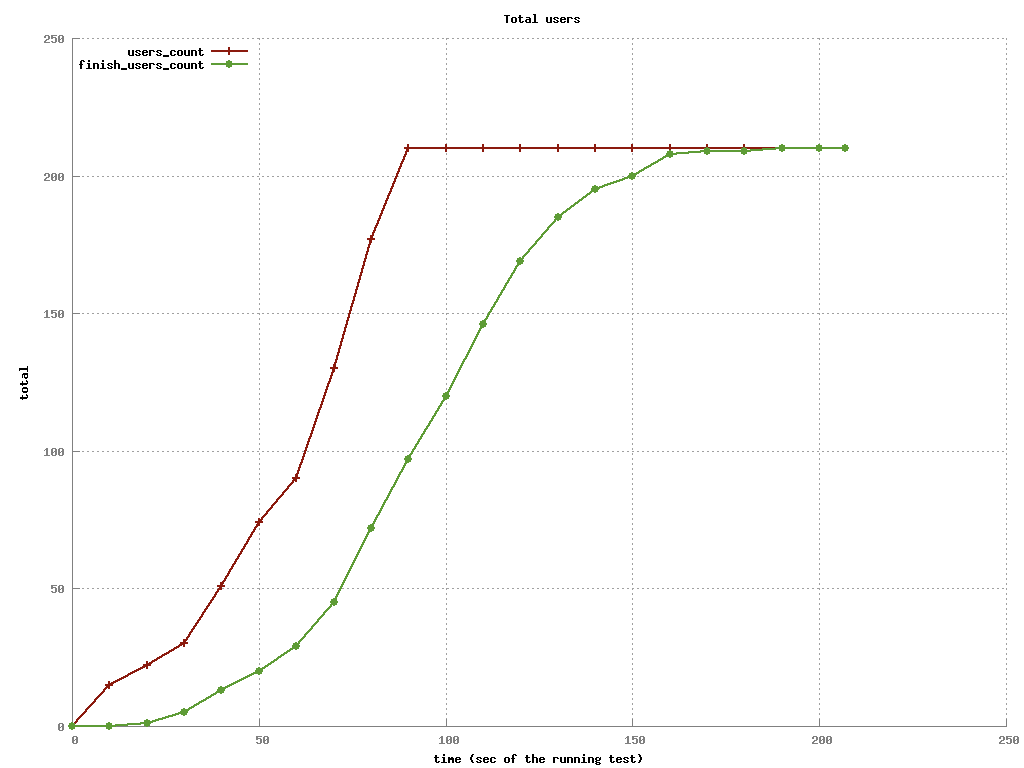 Total users
250
users_count
finish_users_count
200
150
total
100
50
0
0 50 100 150 200 250
time (sec of the running test)